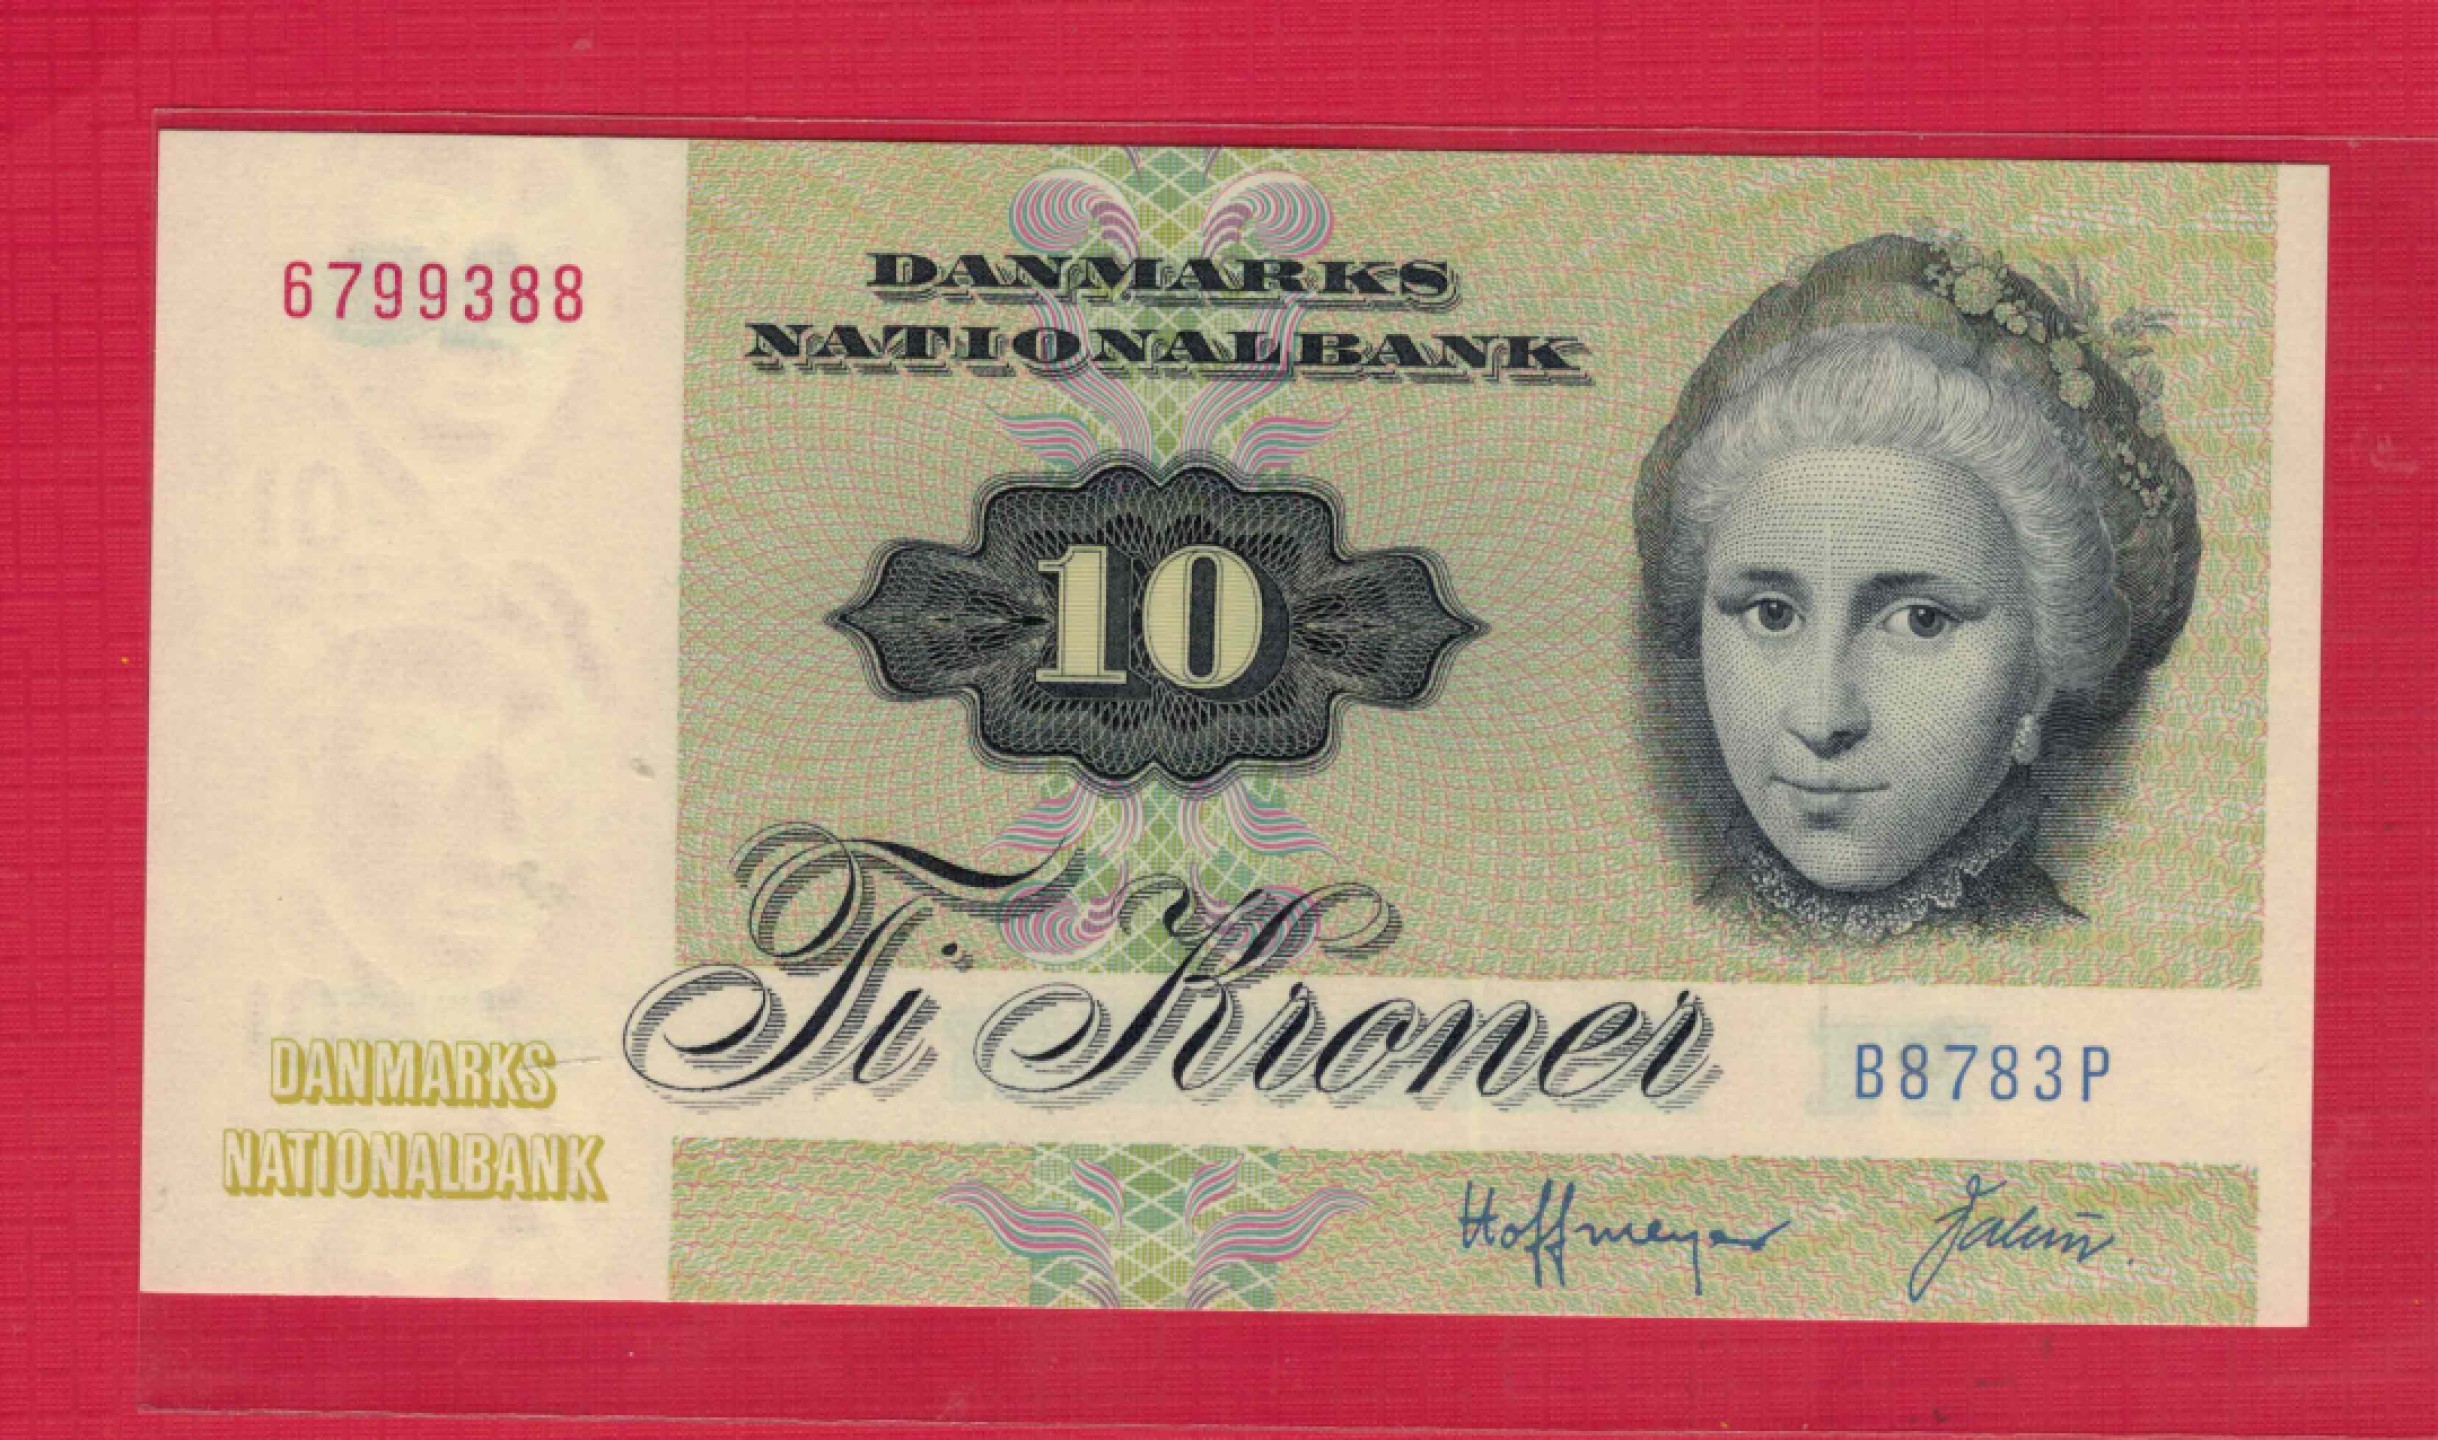 6799388
DANMARKS
NATIONALBANK
10
Ti Kroner
B8783P
DANMARKS
NATIONALBANK
Hoffmeyer